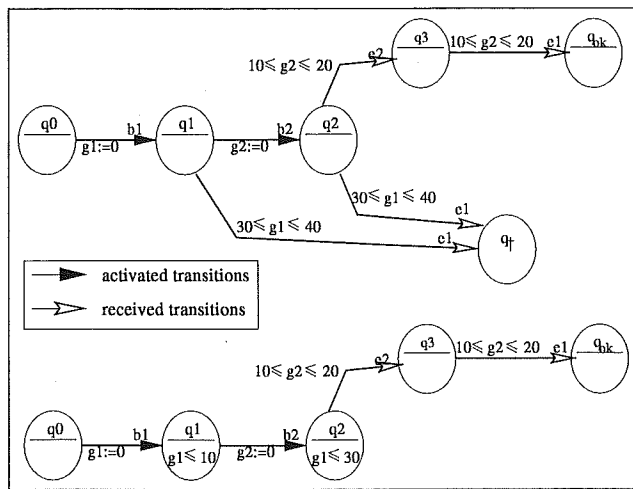 q3
q_bk
10≤ g2 ≤ 20
e2
10≤ g2 ≤ 20
e1
q0
b1
q1
b2
q2
g1:=0
g2:=0
30≤ g1 ≤ 40
e1
30≤ g1 ≤ 40
e1
q†
activated transitions
received transitions
q3
q_bk
10≤ g2 ≤ 20
e2
10≤ g2 ≤ 20
e1
q0
b1
q1
b2
q2
g1:=0
g1≤ 10
g2:=0
g1≤ 30